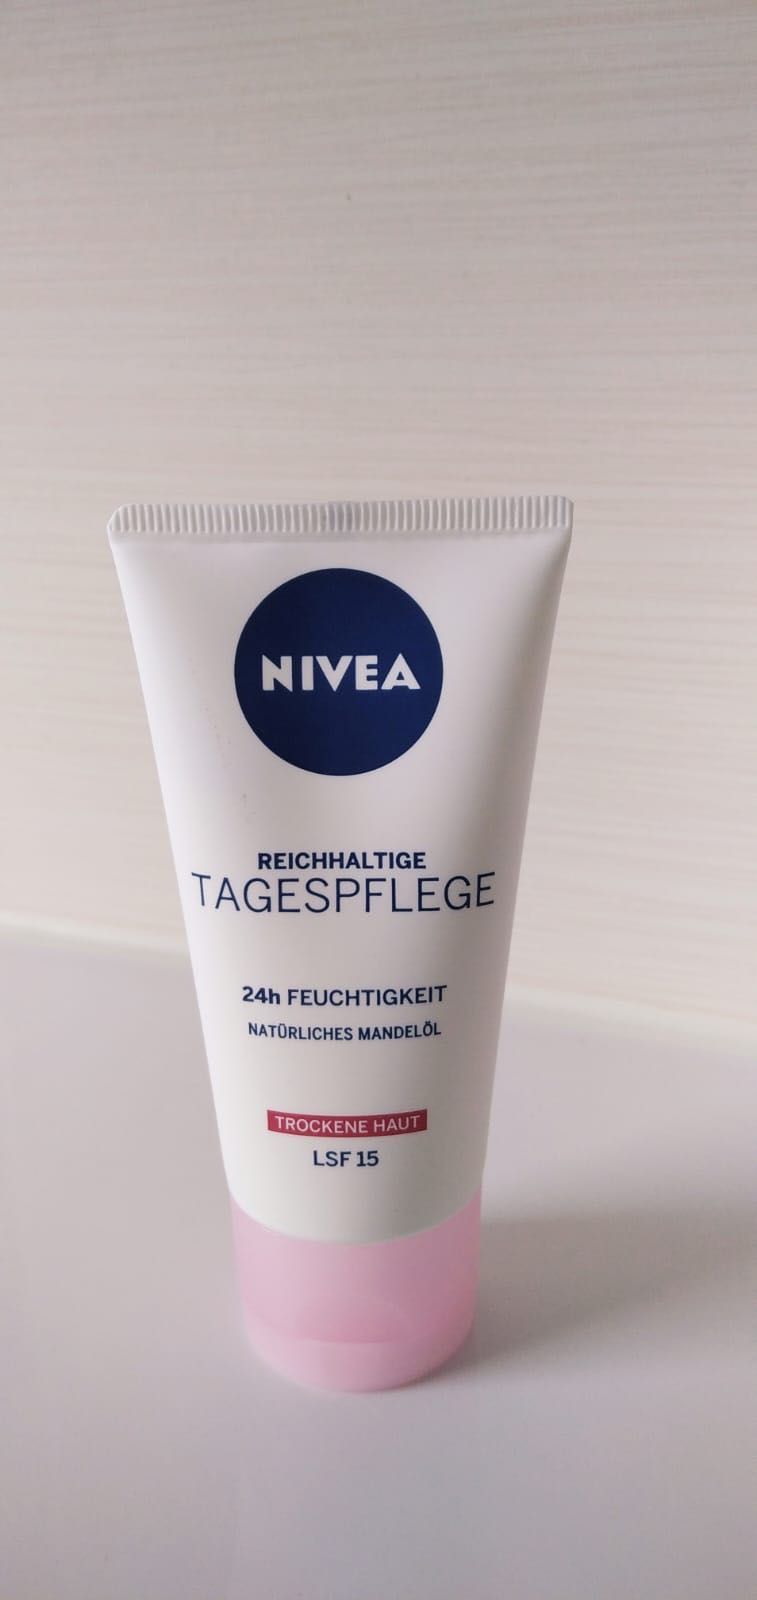 NIVEA
REICHHALTIGE
TAGESPFLEGE
24h FEUCHTIGKEIT
NATÜRLICHES MANDELÖL
TROCKENE HAUT
LSF 15